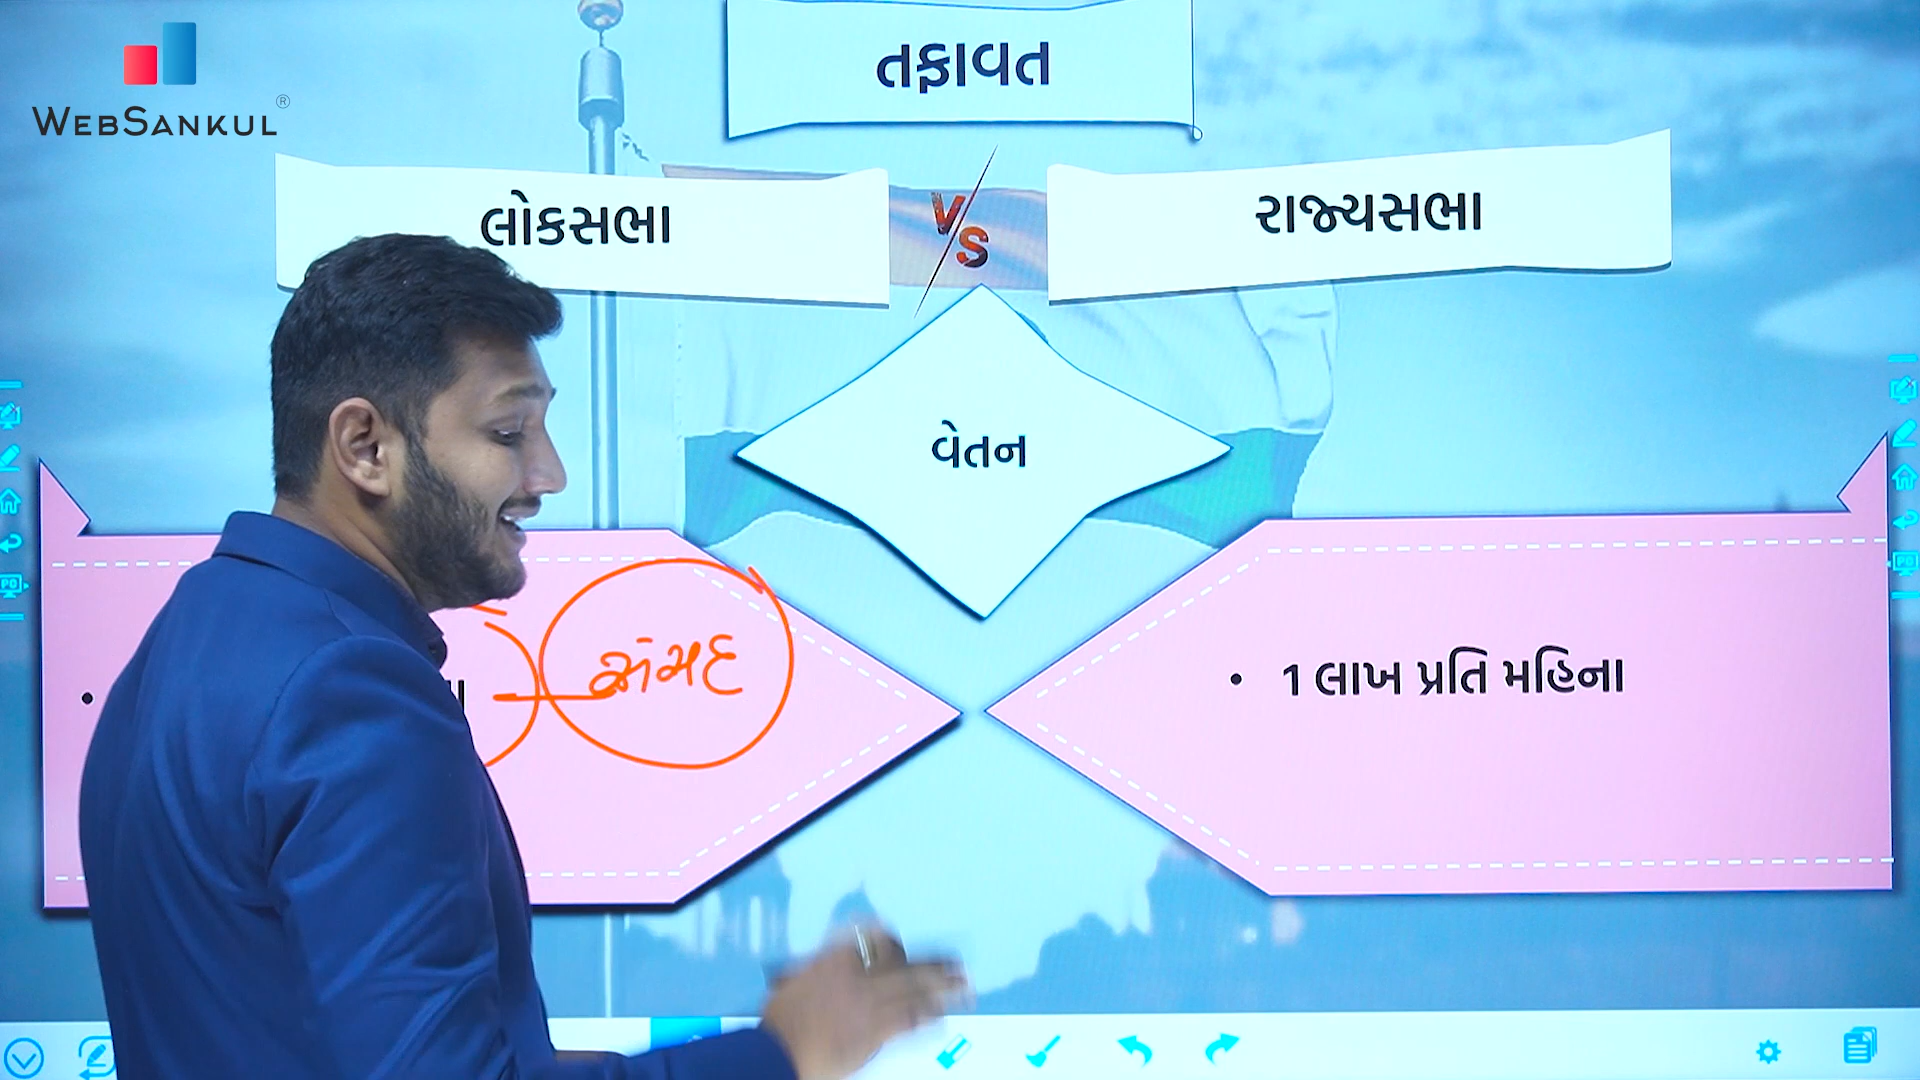 WEBSANKUL®
તફાવત
લોકસભા
VS
રાજ્યસભા
વેતન
સાંસદ
• 1 લાખ પ્રતિ મહિના